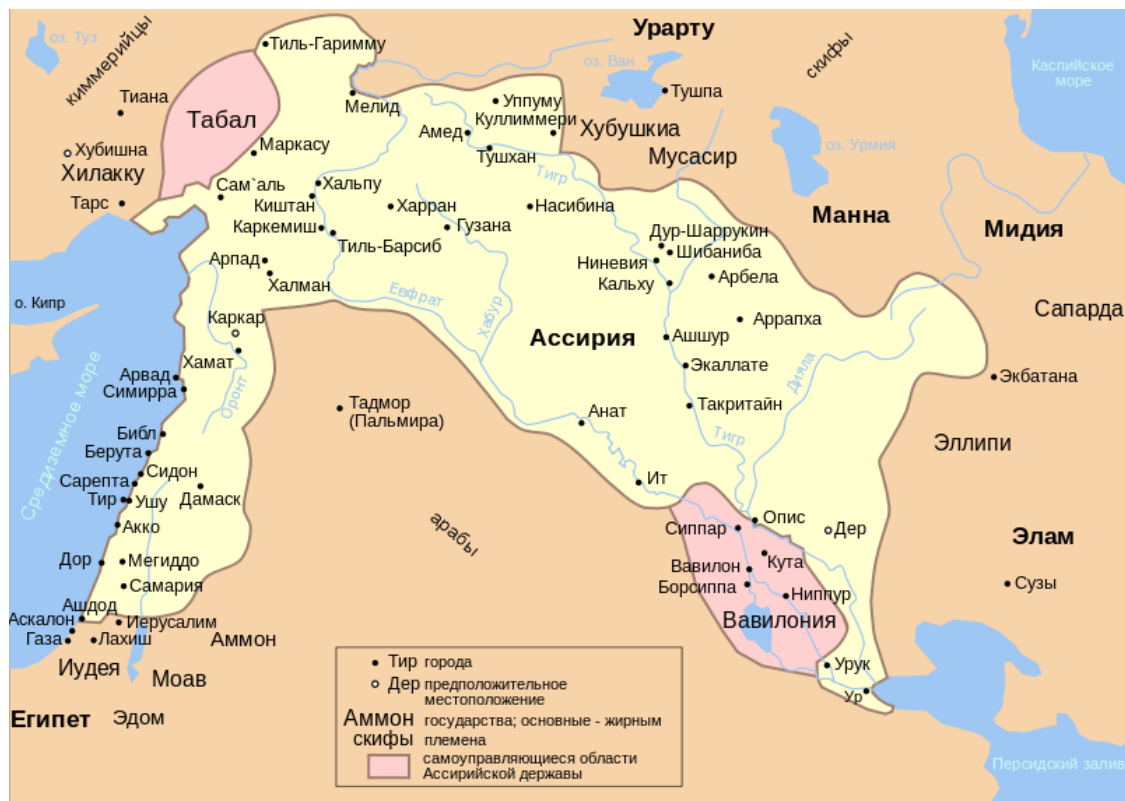 Урарту
оз. Туз
киммерийцы
Тиль-Гаримму
оз. Ван
скифы
Каспийское
море
Тиана
Табал
Мелид
Уппуму
Куллиммери
Тушпа
Амед
Хубушкиа
Тушхан
Мусасир
оз. Урмия
Хубишна
Хилакку
Маркасу
Тигр
Тарс
Сам`аль
Хальпу
Киштан
Харран
Насибина
Манна
Мидия
Каркемиш
Тиль-Барсиб
Гузана
Дур-Шаррукин
Шибаниба
Ниневия
Арпад
Халман
Кальху
Арбела
Евфрат
Хабур
о. Кипр
Каркар
Сапарда
Аррапха
Ассирия
Ашшур
Хамат
Экаллате
Дияла
Арвад
Симирра
Экбатана
Оронт
Средиземное море
Тадмор
(Пальмира)
Анат
Такритайн
Тигр
Библ
Берута
Эллипи
Сидон
Сарепта
Ит
Тир
Ушу
Дамаск
Акко
арабы
Опис
Сиппар
Дер
Элам
Дор
Мегиддо
Кута
Вавилон
Самария
Борсиппа
Ниппур
Сузы
Ашдод
Аскалон
Иерусалим
Вавилония
Газа
Лахиш
Аммон
Иудея
Моав
Урук
Ур
Египет
Эдом
Тир города
Дер предположительное
местоположение
Аммон государства; основные - жирным
скифы племена
самоуправляющиеся области
Ассирийской державы
Персидский залив